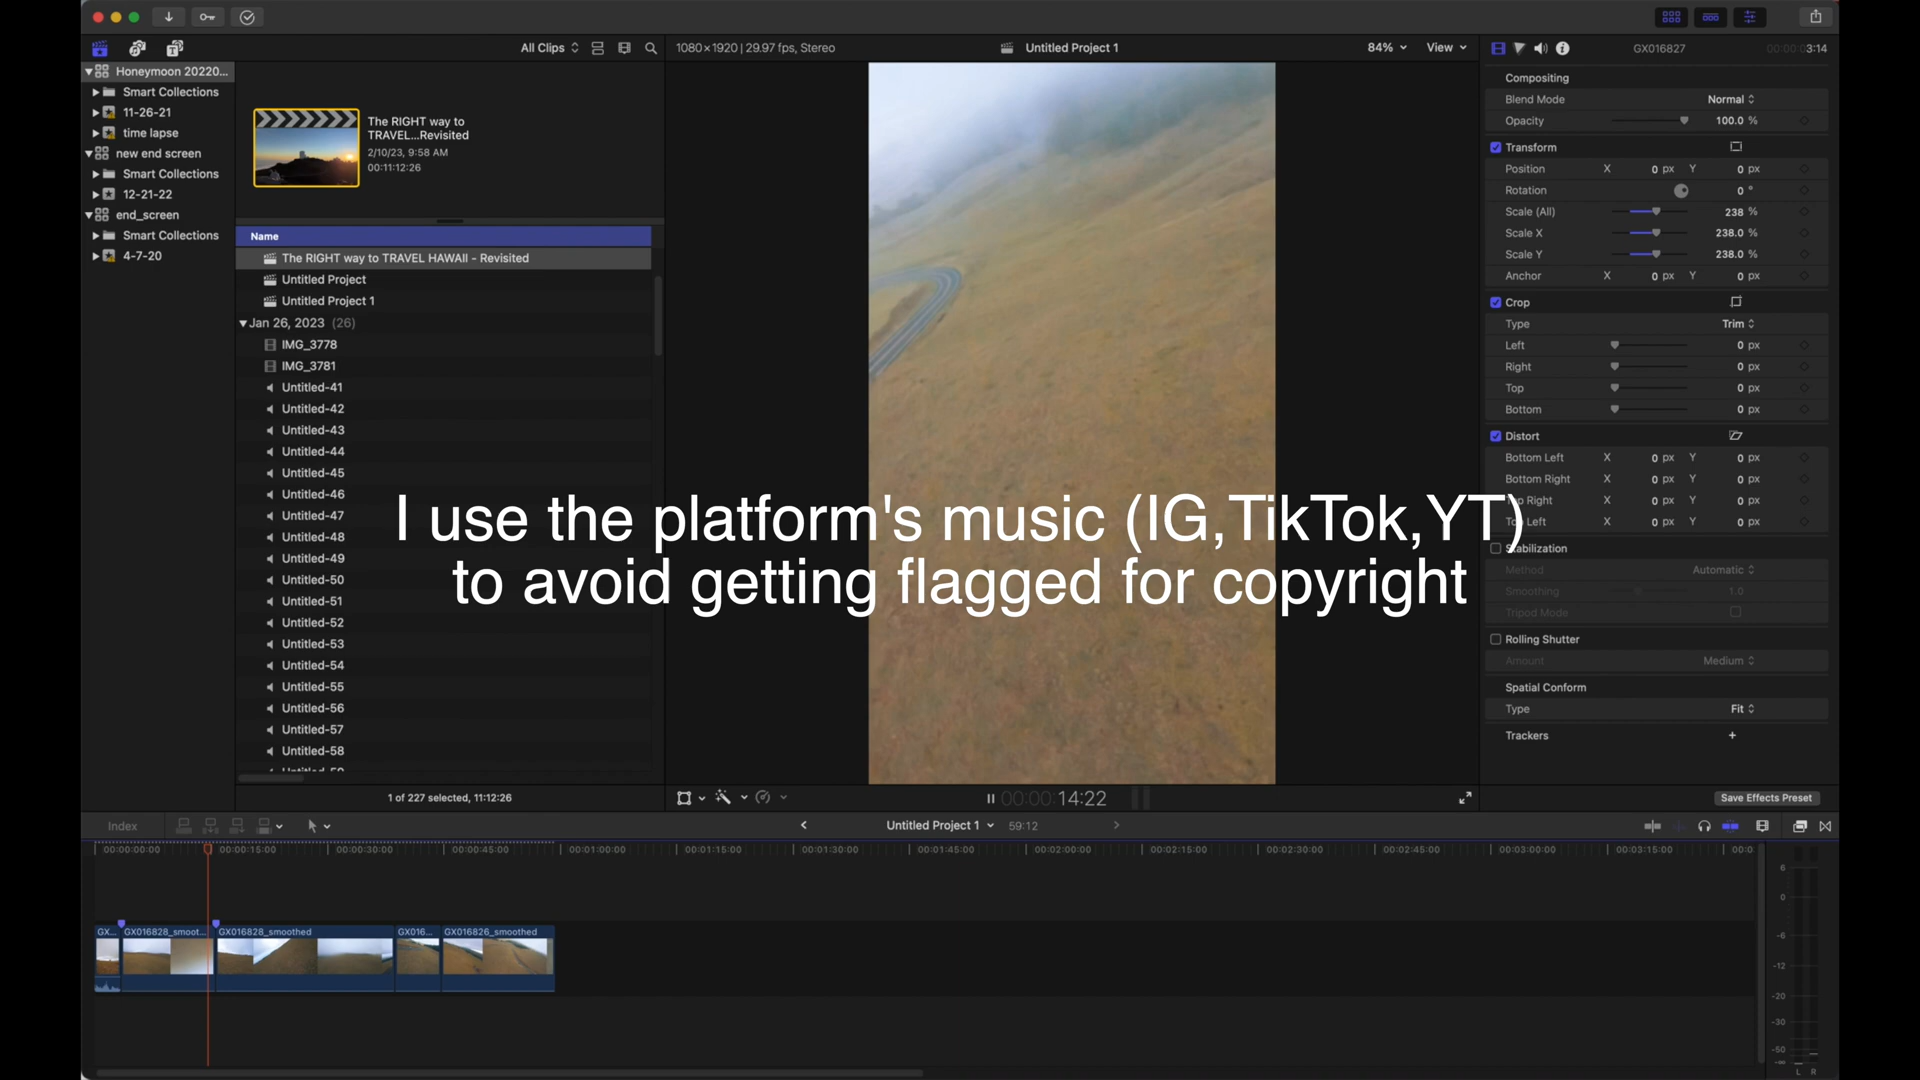 All Clips
1080×1920 | 29.97 fps, Stereo
Untitled Project 1
84%
View
GX016827
00:00:03:14
Honeymoon 20220...
Smart Collections
11-26-21
time lapse
new end screen
Smart Collections
12-21-22
end_screen
Smart Collections
4-7-20
The RIGHT way to
TRAVEL...Revisited
2/10/23, 9:58 AM
00:11:12:26
Name
The RIGHT way to TRAVEL HAWAII - Revisited
Untitled Project
Untitled Project 1
Jan 26, 2023 (26)
IMG_3778
IMG_3781
Untitled-41
Untitled-42
Untitled-43
Untitled-44
Untitled-45
Untitled-46
Untitled-47
Untitled-48
Untitled-49
Untitled-50
Untitled-51
Untitled-52
Untitled-53
Untitled-54
Untitled-55
Untitled-56
Untitled-57
Untitled-58
1 of 227 selected, 11:12:26
I use the platform's music (IG,TikTok,YT)
to avoid getting flagged for copyright
00:00:14:22
Compositing
Blend Mode Normal
Opacity 100.0 %
Transform
Position X 0 px Y 0 px
Rotation 0 °
Scale (All) 238 %
Scale X 238.0 %
Scale Y 238.0 %
Anchor X 0 px Y 0 px
Crop
Type Trim
Left 0 px
Right 0 px
Top 0 px
Bottom 0 px
Distort
Bottom Left X 0 px Y 0 px
Bottom Right X 0 px Y 0 px
Top Right X 0 px Y 0 px
Top Left X 0 px Y 0 px
Stabilization
Method Automatic
Smoothing 1.0
Tripod Mode
Rolling Shutter
Amount Medium
Spatial Conform
Type Fit
Trackers +
Save Effects Preset
Index
Untitled Project 1
59:12
00:00:00:00 00:00:15:00 00:00:30:00 00:00:45:00 00:01:00:00 00:01:15:00 00:01:30:00 00:01:45:00 00:02:00:00 00:02:15:00 00:02:30:00 00:02:45:00 00:03:00:00 00:03:15:00 00:0
GX... GX016828_smoot... GX016828_smoothed GX016... GX016826_smoothed
6
0
-6
-12
-20
-30
-50
-∞
L R